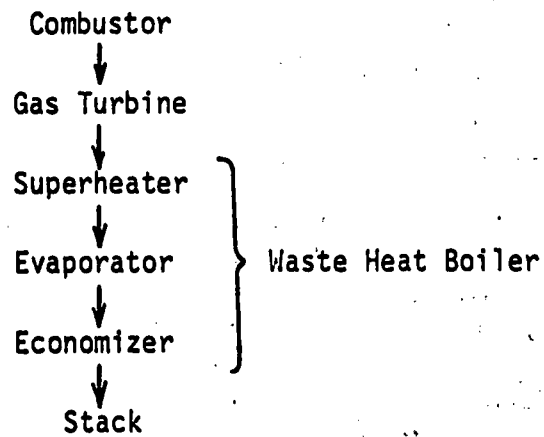 Combustor
Gas Turbine
Superheater
Evaporator
Waste Heat Boiler
Economizer
Stack